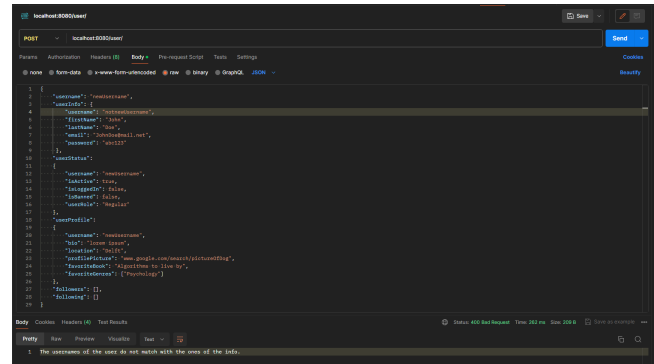 localhost:8080/user/
Save
POST
localhost:8080/user/
Send
Params Authorization Headers (8) Body Pre-request Script Tests Settings
Cookies
none form-data x-www-form-urlencoded raw binary GraphQL JSON
Beautify
1 {
2 "username": "newUsername",
3 "userInfo": {
4 "username": "notnewUsername",
5 "firstName": "John",
6 "lastName": "Doe",
7 "email": "JohnDoe@mail.net",
8 "password": "abc123"
9 },
10 "userStatus":
11 {
12 "username": "newUsername",
13 "isActive": true,
14 "isLoggedIn": false,
15 "isBanned": false,
16 "userRole": "Regular"
17 },
18 "userProfile":
19 {
20 "username": "newUsername",
21 "bio": "lorem ipsum",
22 "location": "Delft",
23 "profilePicture": "www.google.com/search/pictureOfDog",
24 "favoriteBook": "Algorithms to live by",
25 "favoriteGenres": ["Psychology"]
26 },
27 "followers": [],
28 "following": []
29 }
Body Cookies Headers (4) Test Results
Status: 400 Bad Request Time: 282 ms Size: 208 B Save as example
Pretty Raw Preview Visualize Text
1 The usernames of the user do not match with the ones of the info.